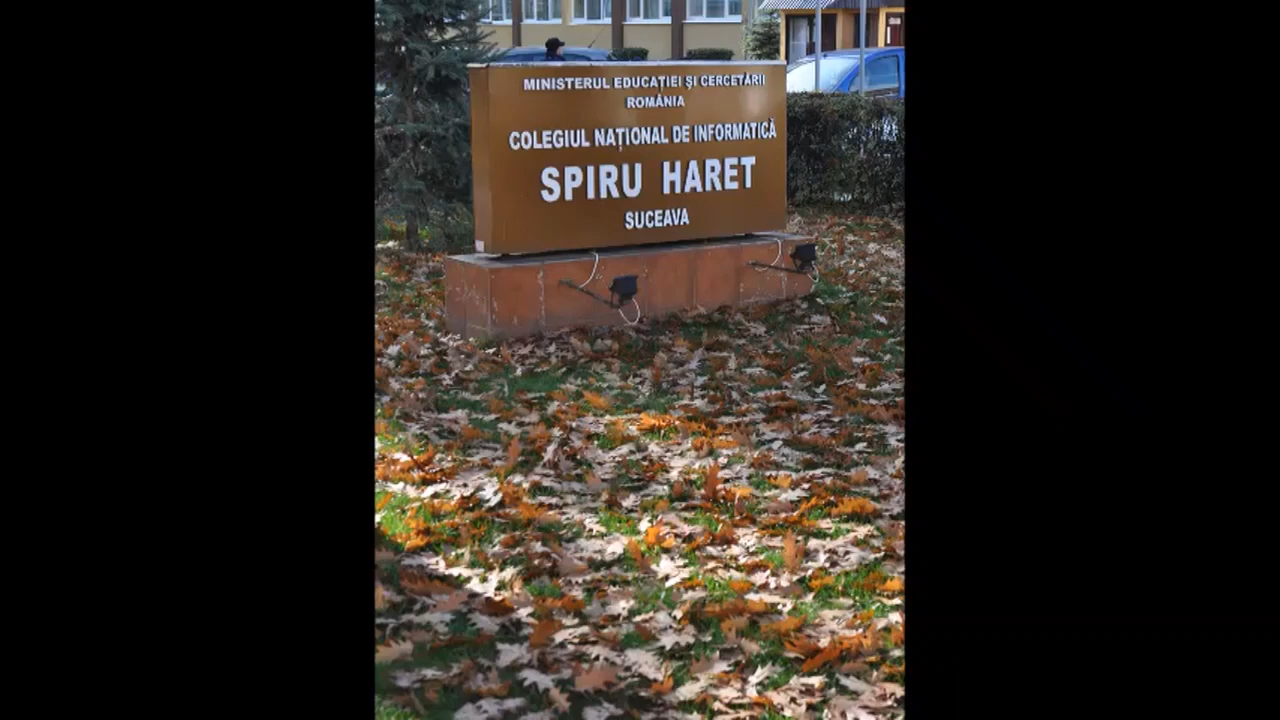 MINISTERUL EDUCAȚIEI ȘI CERCETĂRII
ROMÂNIA
COLEGIUL NAȚIONAL DE INFORMATICĂ
SPIRU HARET
SUCEAVA